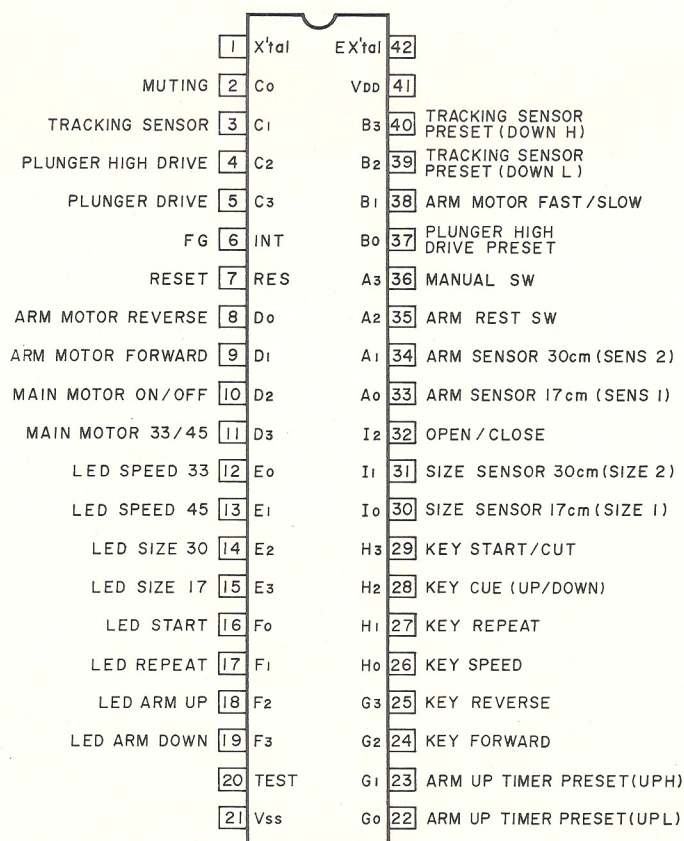 1 X'tal EX'tal 42
MUTING 2 C0 VDD 41
TRACKING SENSOR 3 C1 B3 40 TRACKING SENSOR
PRESET (DOWN H)
PLUNGER HIGH DRIVE 4 C2 B2 39 TRACKING SENSOR
PRESET (DOWN L)
PLUNGER DRIVE 5 C3 B1 38 ARM MOTOR FAST/SLOW
FG 6 INT B0 37 PLUNGER HIGH
DRIVE PRESET
RESET 7 RES A3 36 MANUAL SW
ARM MOTOR REVERSE 8 D0 A2 35 ARM REST SW
ARM MOTOR FORWARD 9 D1 A1 34 ARM SENSOR 30cm (SENS 2)
MAIN MOTOR ON/OFF 10 D2 A0 33 ARM SENSOR 17cm (SENS 1)
MAIN MOTOR 33/45 11 D3 I2 32 OPEN/CLOSE
LED SPEED 33 12 E0 I1 31 SIZE SENSOR 30cm (SIZE 2)
LED SPEED 45 13 E1 I0 30 SIZE SENSOR 17cm (SIZE 1)
LED SIZE 30 14 E2 H3 29 KEY START/CUT
LED SIZE 17 15 E3 H2 28 KEY CUE (UP/DOWN)
LED START 16 F0 H1 27 KEY REPEAT
LED REPEAT 17 F1 H0 26 KEY SPEED
LED ARM UP 18 F2 G3 25 KEY REVERSE
LED ARM DOWN 19 F3 G2 24 KEY FORWARD
20 TEST G1 23 ARM UP TIMER PRESET(UPH)
21 Vss G0 22 ARM UP TIMER PRESET(UPL)